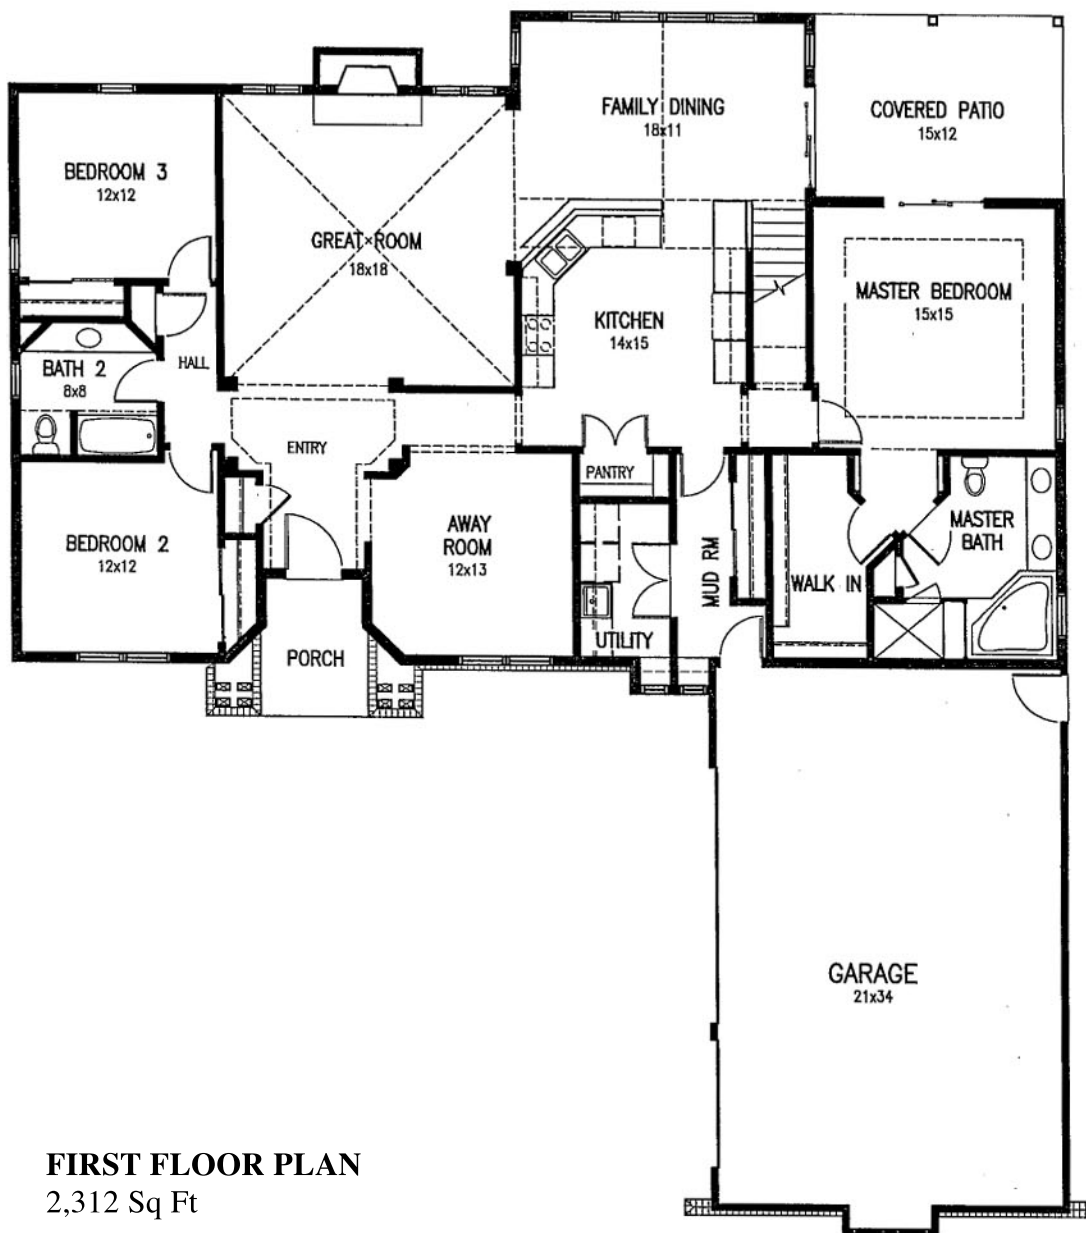 FAMILY DINING
18x11
COVERED PATIO
15x12
BEDROOM 3
12x12
GREAT ROOM
18x18
MASTER BEDROOM
15x15
KITCHEN
14x15
HALL
BATH 2
8x8
ENTRY
PANTRY
AWAY
ROOM
12x13
MASTER
BATH
BEDROOM 2
12x12
MUD RM
WALK IN
UTILITY
PORCH
GARAGE
21x34
FIRST FLOOR PLAN
2,312 Sq Ft